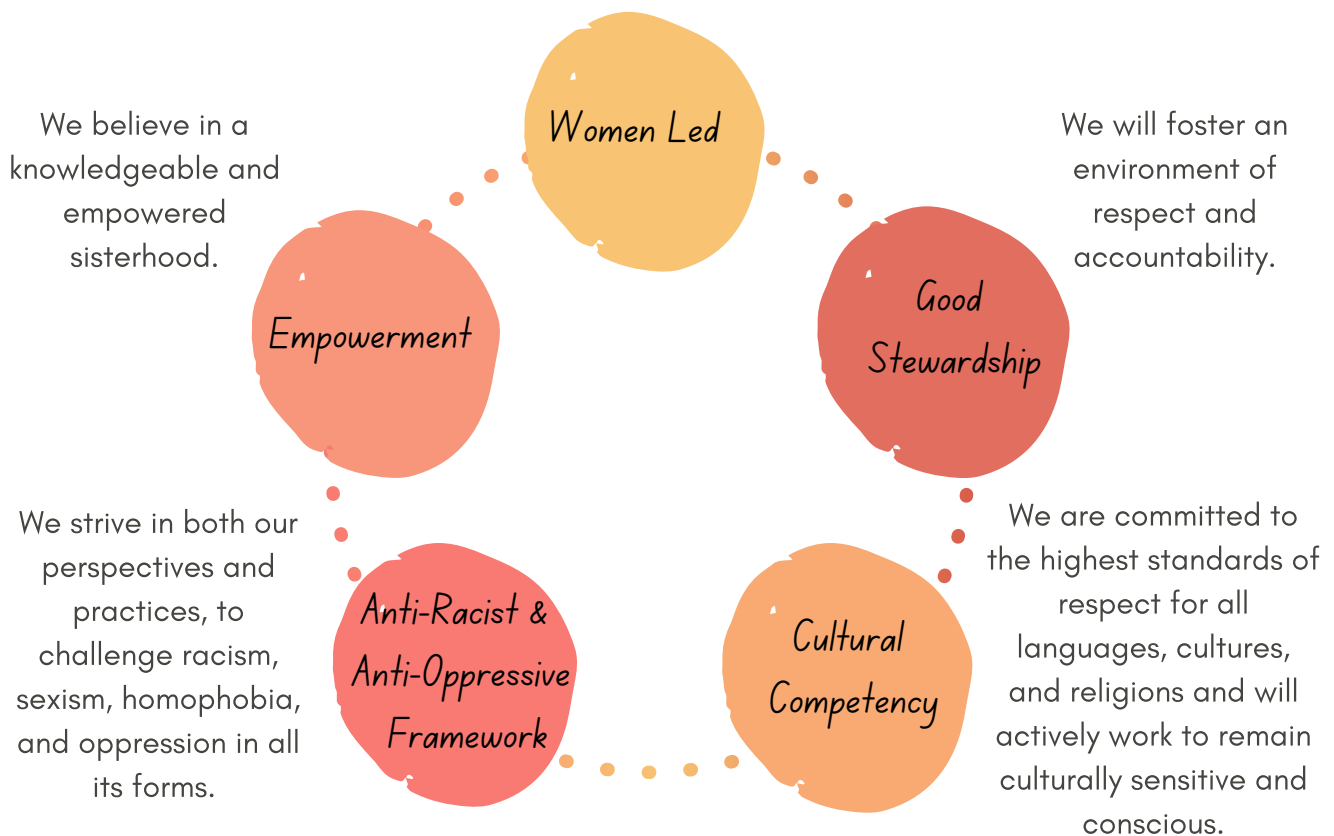 Women Led
We believe in a
knowledgeable and
empowered
sisterhood.
Empowerment
We will foster an
environment of
respect and
accountability.
Good
Stewardship
We strive in both our
perspectives and
practices, to
challenge racism,
sexism, homophobia,
and oppression in all
its forms.
Anti-Racist &
Anti-Oppressive
Framework
Cultural
Competency
We are committed to
the highest standards of
respect for all
languages, cultures,
and religions and will
actively work to remain
culturally sensitive and
conscious.